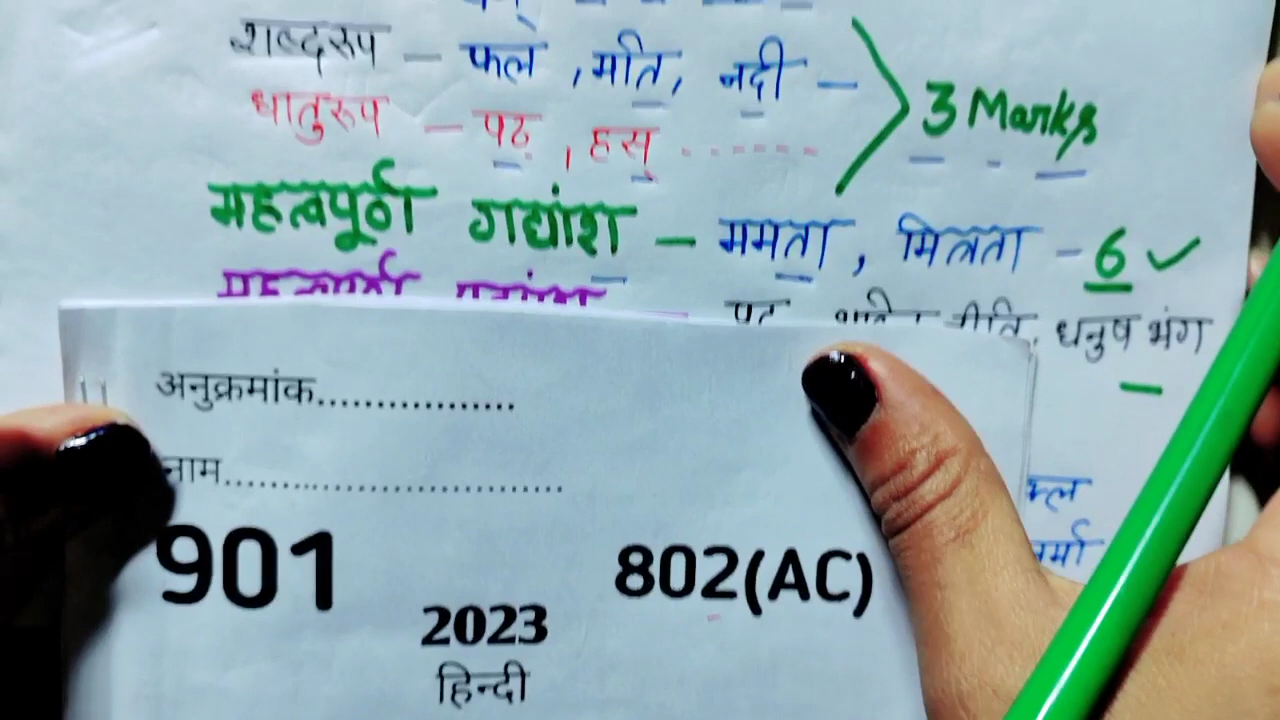 शब्दरूप – फल , मति, नदी –
धातुरूप – पठ् , हस् ....... 3 Marks
महत्वपूर्ण गद्यांश – ममता , मित्रता – 6 ✓
धनुष भंग
अनुक्रमांक.................
नाम..............................
901 802(AC)
2023
हिन्दी